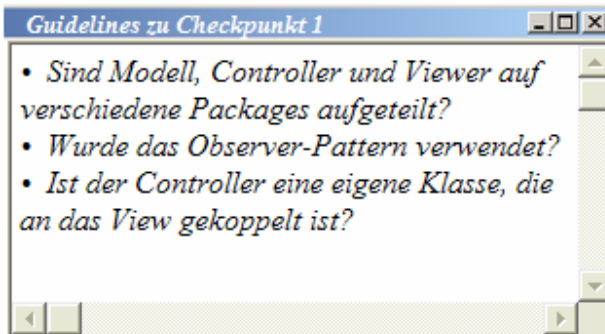 Guidelines zu Checkpunkt 1
• Sind Modell, Controller und Viewer auf
verschiedene Packages aufgeteilt?
• Wurde das Observer-Pattern verwendet?
• Ist der Controller eine eigene Klasse, die
an das View gekoppelt ist?